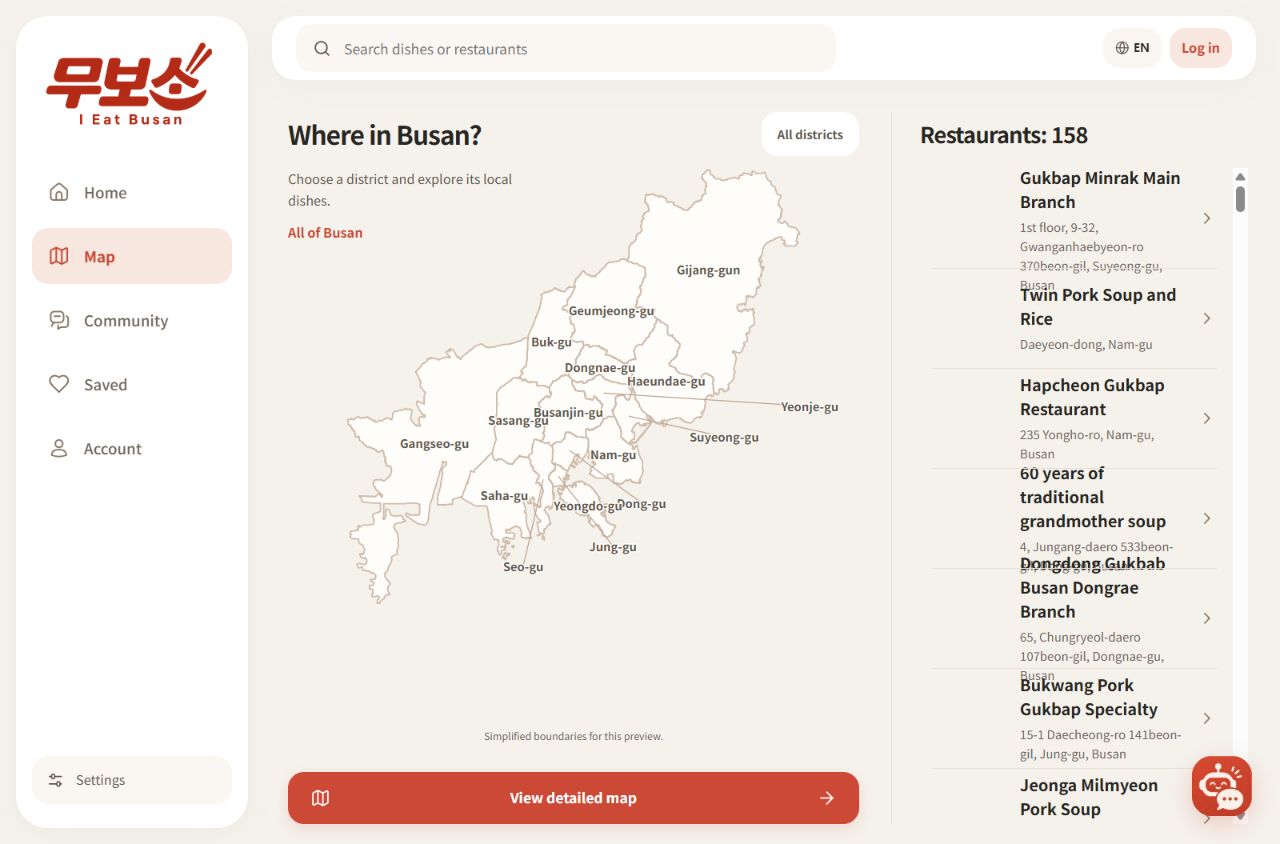 무보쇼
I Eat Busan
Search dishes or restaurants
EN
Log in
Home
Map
Community
Saved
Account
Settings
Where in Busan?
All districts
Choose a district and explore its local
dishes.
All of Busan
Gijang-gun
Geumjeong-gu
Buk-gu
Dongnae-gu
Haeundae-gu
Yeonje-gu
Busanjin-gu
Sasang-gu
Suyeong-gu
Gangseo-gu
Nam-gu
Saha-gu
Yeongdo-gu
Dong-gu
Jung-gu
Seo-gu
Simplified boundaries for this preview.
View detailed map
Restaurants: 158
Gukbap Minrak Main
Branch
1st floor, 9-32,
Gwanganhaebyeon-ro
370beon-gil, Suyeong-gu,
Busan
Twin Pork Soup and
Rice
Daeyeon-dong, Nam-gu
Hapcheon Gukbap
Restaurant
235 Yongho-ro, Nam-gu,
Busan
60 years of
traditional
grandmother soup
4, Jungang-daero 533beon-
Dongdong Gukbab
Busan Dongrae
Branch
65, Chungryeol-daero
107beon-gil, Dongnae-gu,
Busan
Bukwang Pork
Gukbap Specialty
15-1 Daecheong-ro 141beon-
gil, Jung-gu, Busan
Jeonga Milmyeon
Pork Soup